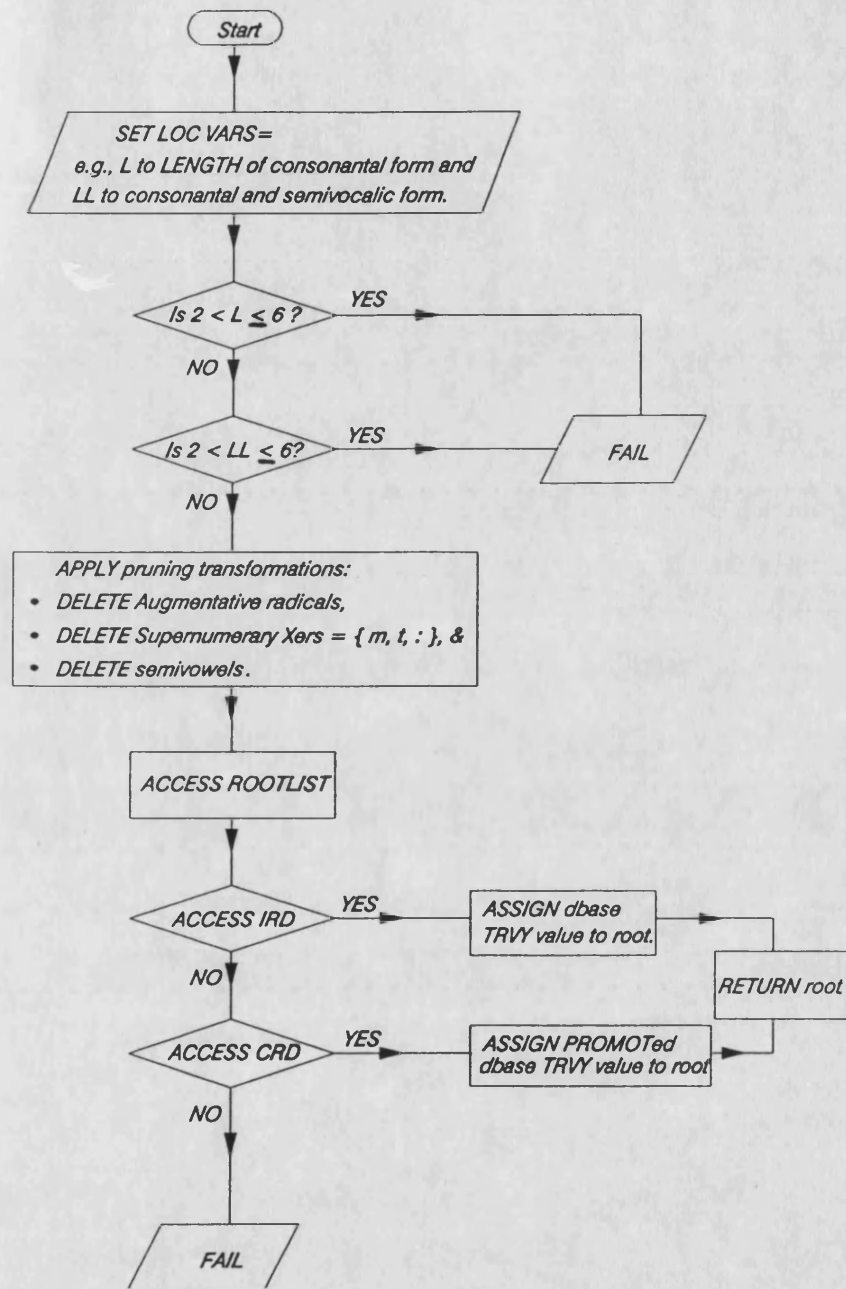 Start
SET LOC VARS=
e.g., L to LENGTH of consonantal form and
LL to consonantal and semivocalic form.
Is 2 < L ≤ 6 ?
YES
NO
Is 2 < LL ≤ 6?
YES
FAIL
NO
APPLY pruning transformations:
• DELETE Augmentative radicals,
• DELETE Supernumerary Xers = { m, t, : }, &
• DELETE semivowels.
ACCESS ROOTLIST
ACCESS IRD
YES
ASSIGN dbase
TRVY value to root.
NO
RETURN root
ACCESS CRD
YES
ASSIGN PROMOTed
dbase TRVY value to root
NO
FAIL